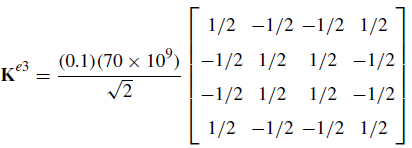 1/2 −1/2 −1/2 1/2
K^e3 = (0.1)(70 × 10^9) / √2 −1/2 1/2 1/2 −1/2
−1/2 1/2 1/2 −1/2
1/2 −1/2 −1/2 1/2